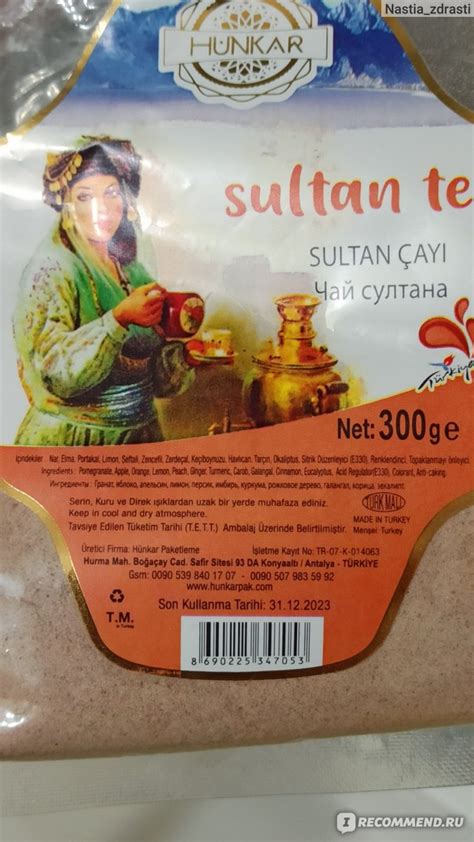 Nastia_zdrasti
HÜNKAR
sultan te
SULTAN ÇAYI
Чай султана
Türkiye
Net: 300g e
İçindekiler: Nar, Elma, Portakal, Limon, Şeftali, Zencefil, Zerdeçal, Keçiboynuzu, Havlıcan, Tarçın, Okaliptus, Sitrik Düzenleyici (E330), Renklendirici, Topaklanmayı önleyici.
Ingredients: Pomegranate, Apple, Orange, Lemon, Peach, Ginger, Turmeric, Carob, Galangal, Cinnamon, Eucalyptus, Acid Regulator(E330), Colorant, Anti-caking.
Ингредиенты: Гранат, яблоко, апельсин, лимон, персик, имбирь, куркума, рожковое дерево, галангал, корица, эвкалипт.
Serin, Kuru ve Direk ışıklardan uzak bir yerde muhafaza ediniz.
Keep in cool and dry atmosphere.
Tavsiye Edilen Tüketim Tarihi (T.E.T.T.) Ambalaj Üzerinde Belirtilmiştir.
TÜRK MALI
MADE IN TURKEY
Menşei: Turkey
Üretici Firma: Hünkar Paketleme İşletme Kayıt No: TR-07-K-014063
Hurma Mah. Boğaçay Cad. Safir Sitesi 93 DA Konyaaltı / Antalya - TÜRKİYE
Gsm: 0090 539 840 17 07 - 0090 507 983 59 92
www.hunkarpak.com
Son Kullanma Tarihi: 31.12.2023
T.M.
in Turkey
8 690225 347053
I RECOMMEND.RU